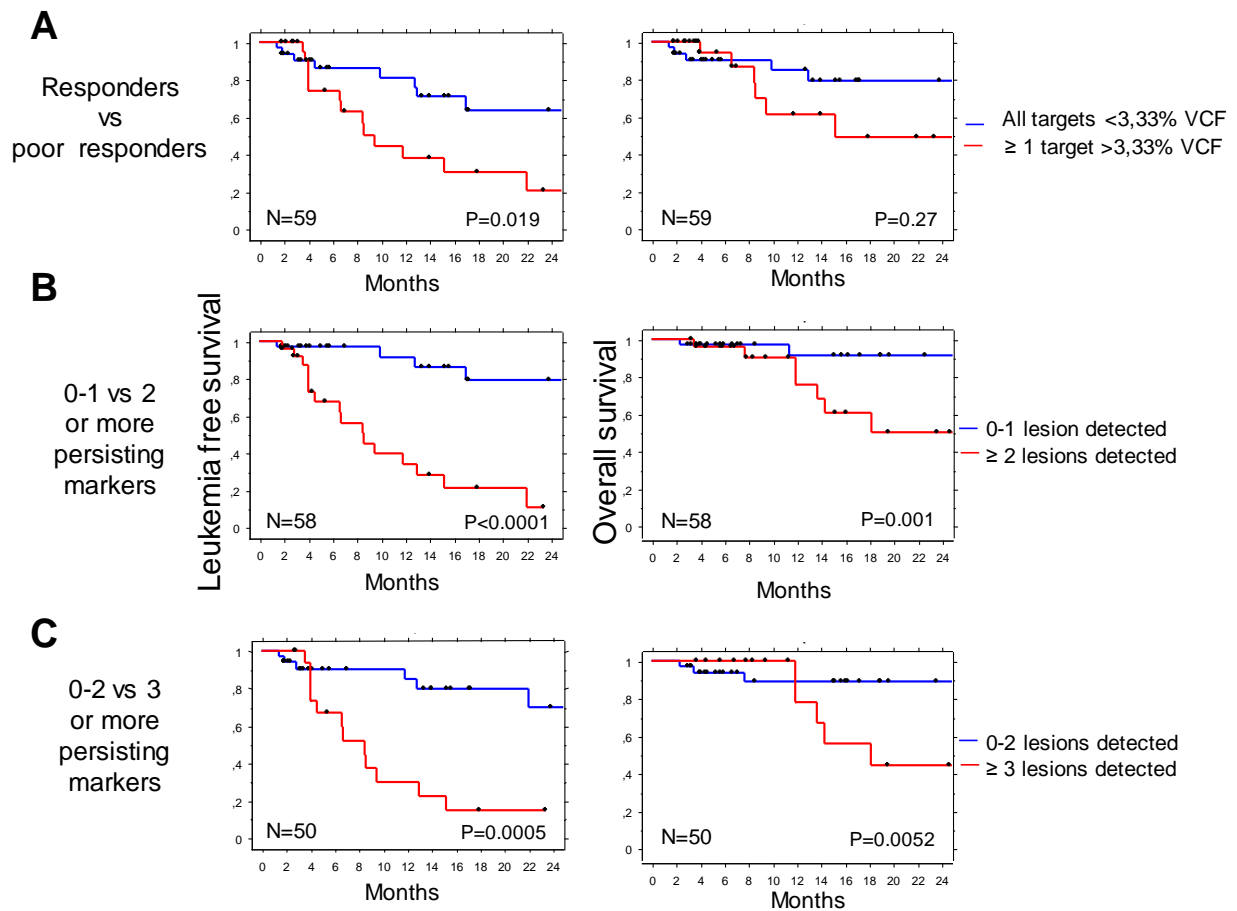 A
Responders
vs
poor responders
1
,8
,6
,4
,2
0
N=59
P=0.019
0 2 4 6 8 10 12 14 16 18 20 22 24
Months
1
,8
,6
,4
,2
0
N=59
P=0.27
0 2 4 6 8 10 12 14 16 18 20 22 24
Months
All targets <3,33% VCF
≥ 1 target >3,33% VCF
B
0-1 vs 2
or more
persisting
markers
Leukemia free survival
1
,8
,6
,4
,2
0
N=58
P<0.0001
0 2 4 6 8 10 12 14 16 18 20 22 24
Months
Overall survival
1
,8
,6
,4
,2
0
N=58
P=0.001
0 2 4 6 8 10 12 14 16 18 20 22 24
Months
0-1 lesion detected
≥ 2 lesions detected
C
0-2 vs 3
or more
persisting
markers
1
,8
,6
,4
,2
0
N=50
P=0.0005
0 2 4 6 8 10 12 14 16 18 20 22 24
Months
1
,8
,6
,4
,2
0
N=50
P=0.0052
0 2 4 6 8 10 12 14 16 18 20 22 24
Months
0-2 lesions detected
≥ 3 lesions detected